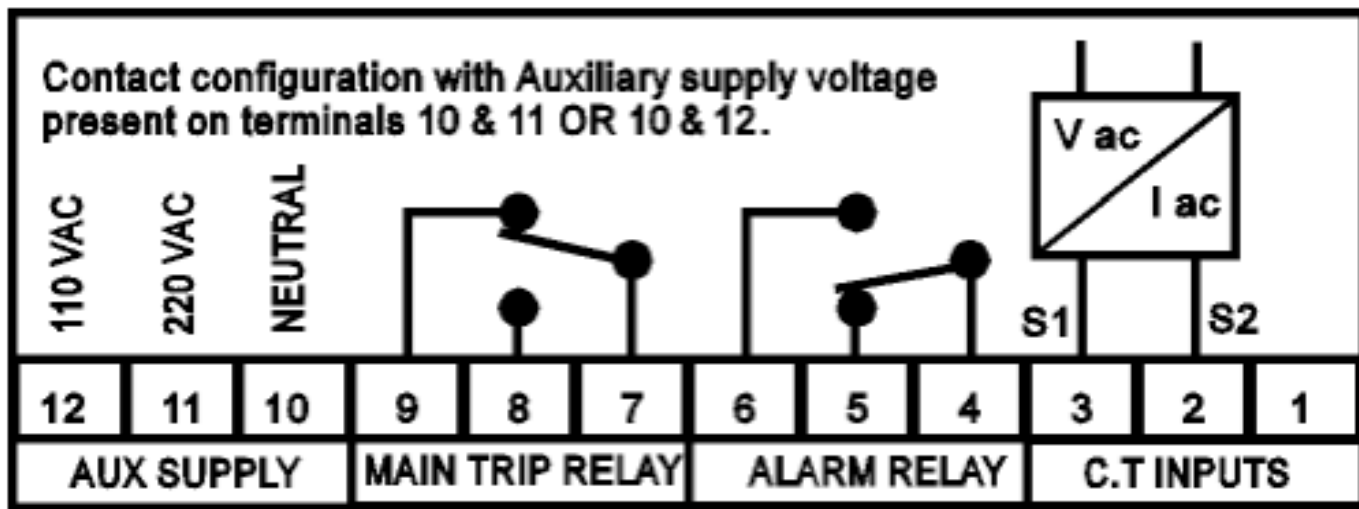 Contact configuration with Auxiliary supply voltage
present on terminals 10 & 11 OR 10 & 12.
V ac
I ac
110 VAC
220 VAC
NEUTRAL
S1
S2
12 11 10 9 8 7 6 5 4 3 2 1
AUX SUPPLY MAIN TRIP RELAY ALARM RELAY C.T INPUTS